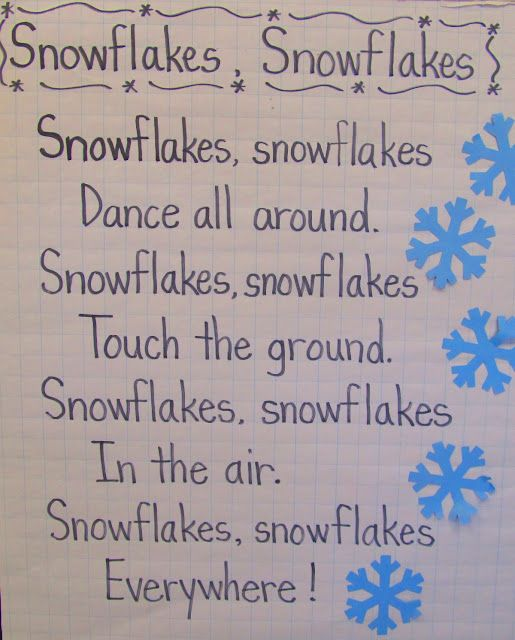 Snowflakes, Snowflakes
Snowflakes, snowflakes
Dance all around.
Snowflakes, snowflakes
Touch the ground.
Snowflakes, snowflakes
In the air.
Snowflakes, snowflakes
Everywhere!